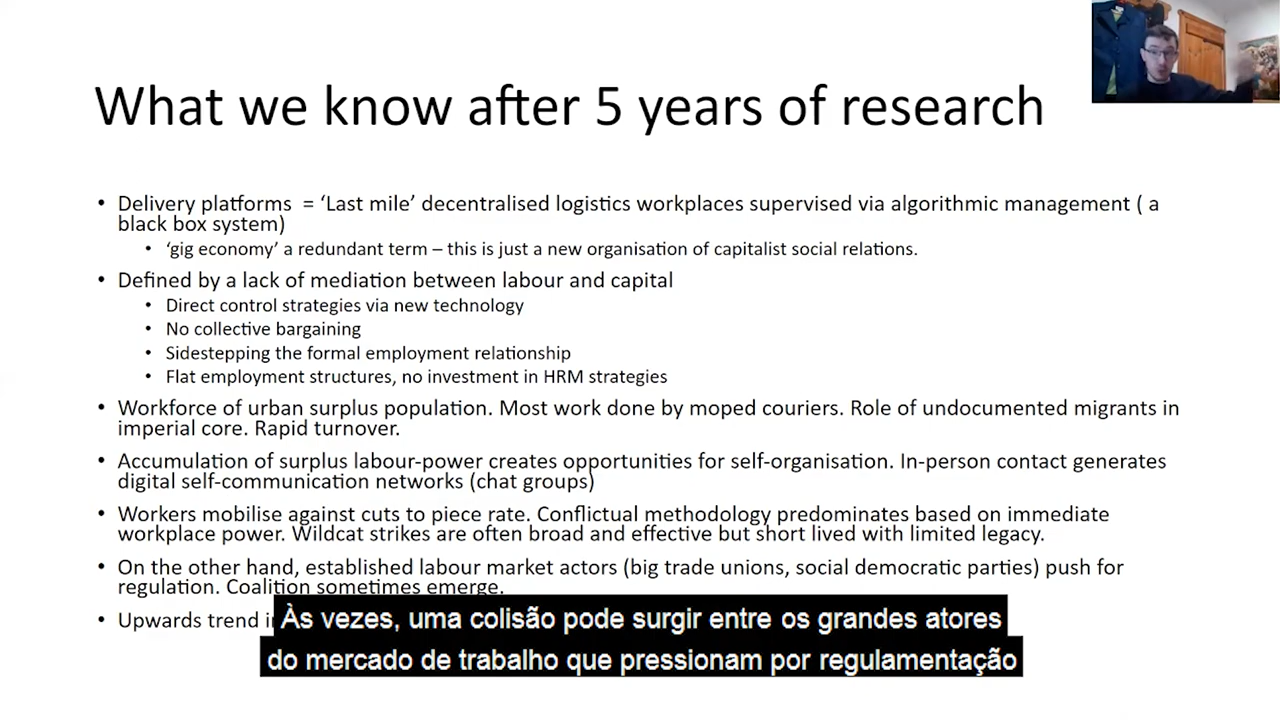 What we know after 5 years of research
• Delivery platforms = ‘Last mile’ decentralised logistics workplaces supervised via algorithmic management ( a
black box system)
• ‘gig economy’ a redundant term – this is just a new organisation of capitalist social relations.
• Defined by a lack of mediation between labour and capital
• Direct control strategies via new technology
• No collective bargaining
• Sidestepping the formal employment relationship
• Flat employment structures, no investment in HRM strategies
• Workforce of urban surplus population. Most work done by moped couriers. Role of undocumented migrants in
imperial core. Rapid turnover.
• Accumulation of surplus labour-power creates opportunities for self-organisation. In-person contact generates
digital self-communication networks (chat groups)
• Workers mobilise against cuts to piece rate. Conflictual methodology predominates based on immediate
workplace power. Wildcat strikes are often broad and effective but short lived with limited legacy.
• On the other hand, established labour market actors (big trade unions, social democratic parties) push for
regulation. Coalition sometimes emerge.
• Upwards trend
Às vezes, uma colisão pode surgir entre os grandes atores
do mercado de trabalho que pressionam por regulamentação